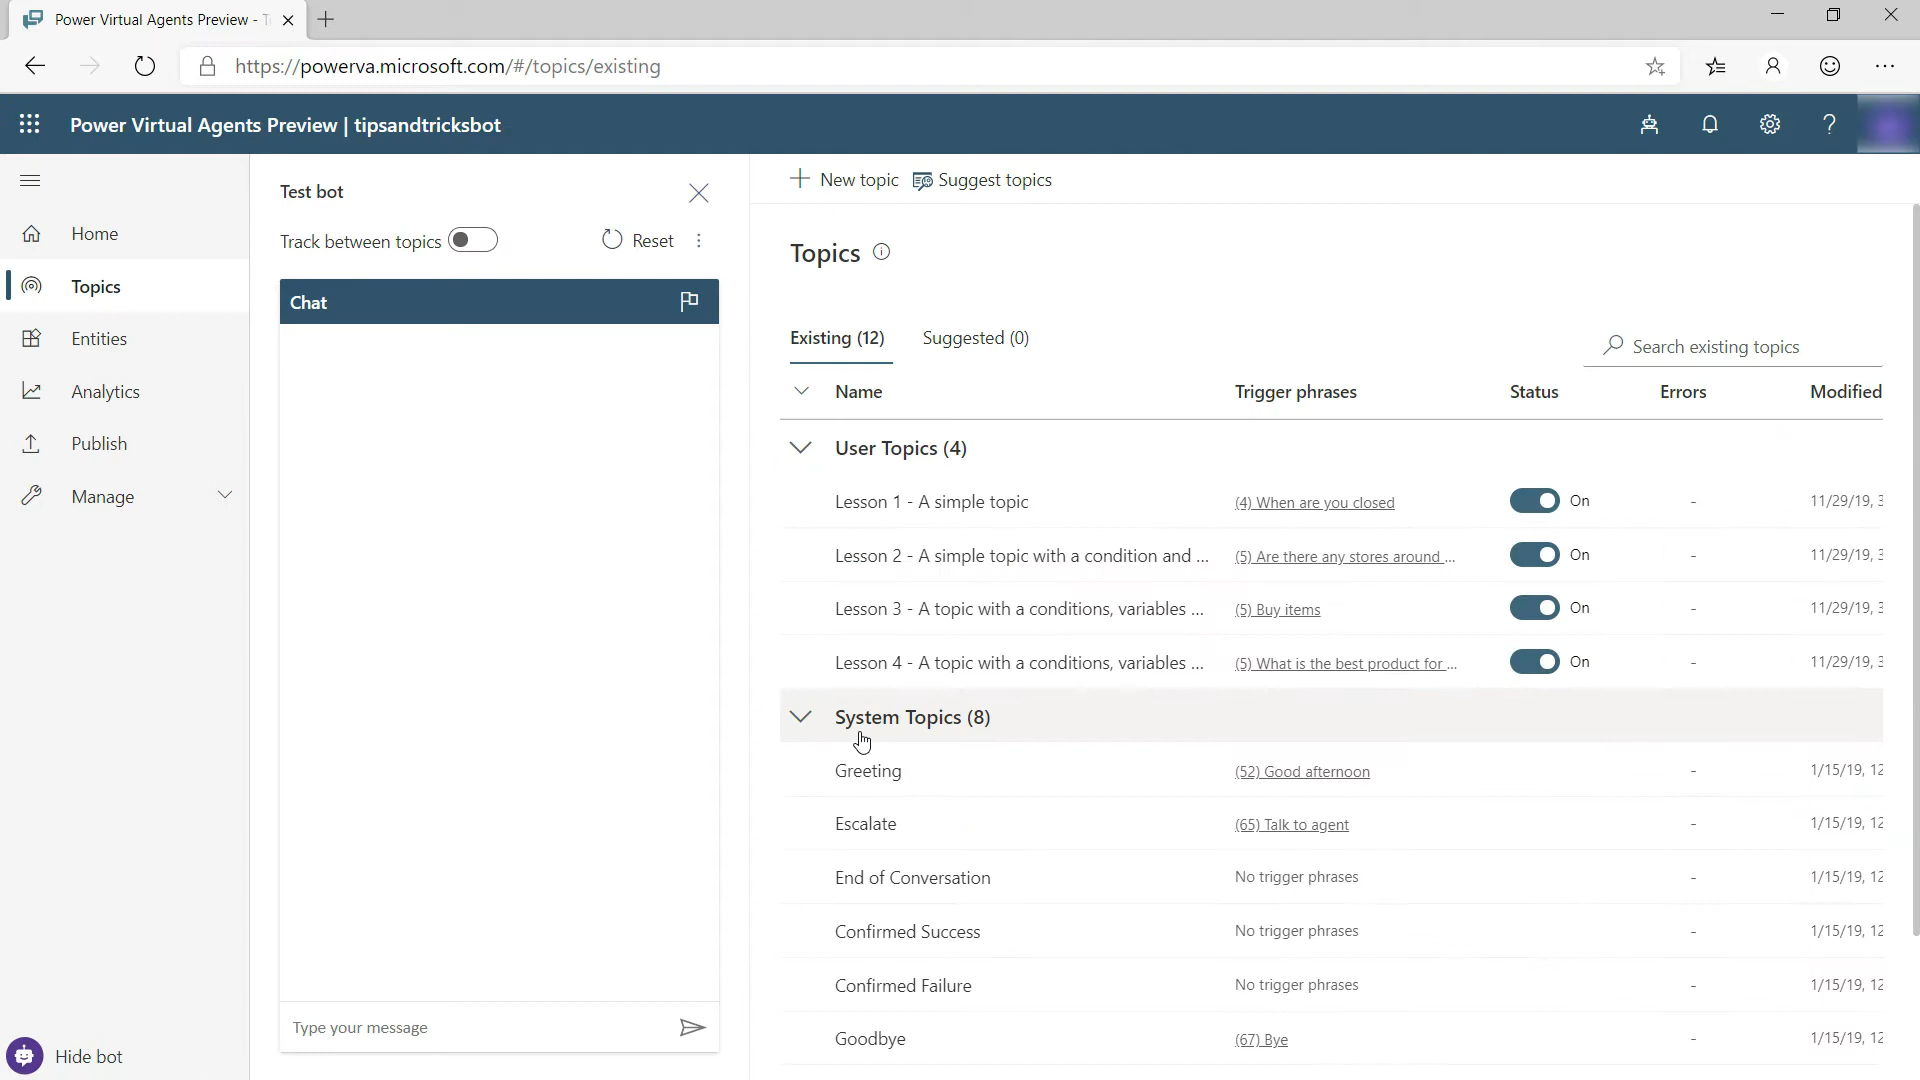 Power Virtual Agents Preview - T
https://powerva.microsoft.com/#/topics/existing
Power Virtual Agents Preview | tipsandtricksbot
Home
Topics
Entities
Analytics
Publish
Manage
Hide bot
Test bot
Track between topics
Reset
Chat
Type your message
New topic
Suggest topics
Topics
Existing (12)
Suggested (0)
Search existing topics
Name Trigger phrases Status Errors Modified
User Topics (4)
Lesson 1 - A simple topic (4) When are you closed On - 11/29/19, 3
Lesson 2 - A simple topic with a condition and ... (5) Are there any stores around ... On - 11/29/19, 3
Lesson 3 - A topic with a conditions, variables ... (5) Buy items On - 11/29/19, 3
Lesson 4 - A topic with a conditions, variables ... (5) What is the best product for ... On - 11/29/19, 3
System Topics (8)
Greeting (52) Good afternoon - 1/15/19, 12
Escalate (65) Talk to agent - 1/15/19, 12
End of Conversation No trigger phrases - 1/15/19, 12
Confirmed Success No trigger phrases - 1/15/19, 12
Confirmed Failure No trigger phrases - 1/15/19, 12
Goodbye (67) Bye - 1/15/19, 12